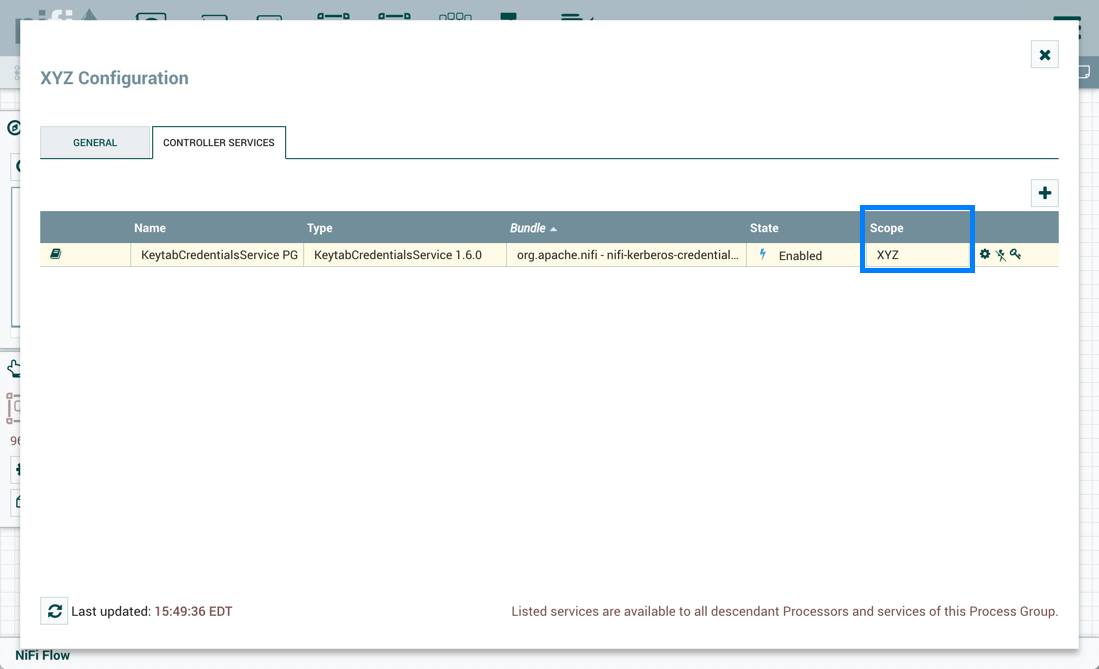 nifi
XYZ Configuration
GENERAL
CONTROLLER SERVICES
Name Type Bundle State Scope
KeytabCredentialsService PG KeytabCredentialsService 1.6.0 org.apache.nifi - nifi-kerberos-credential... Enabled XYZ
Last updated: 15:49:36 EDT
Listed services are available to all descendant Processors and services of this Process Group.
NiFi Flow